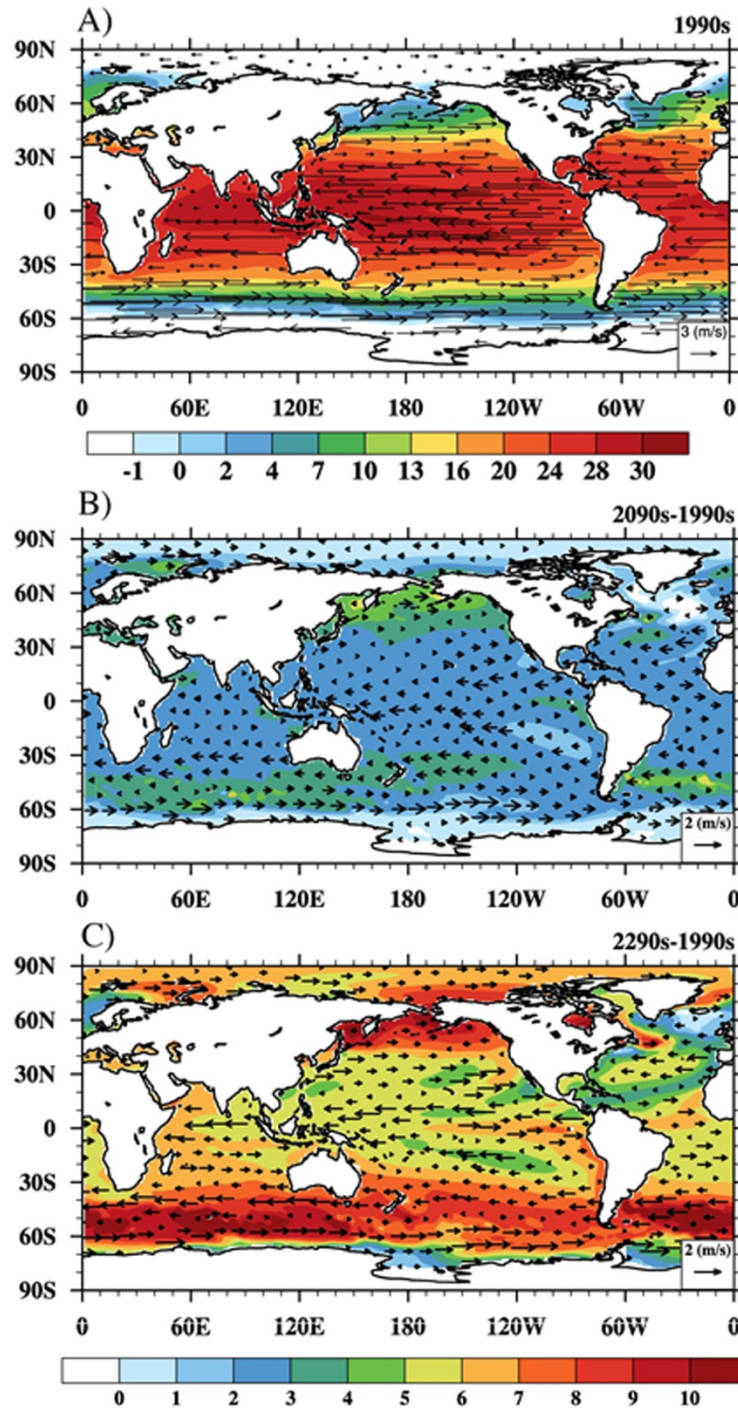 A) 1990s
90N
60N
30N
0
30S
60S
90S
3 (m/s)
0 60E 120E 180 120W 60W 0
-1 0 2 4 7 10 13 16 20 24 28 30
B) 2090s-1990s
90N
60N
30N
0
30S
60S
90S
2 (m/s)
0 60E 120E 180 120W 60W 0
C) 2290s-1990s
90N
60N
30N
0
30S
60S
90S
2 (m/s)
0 60E 120E 180 120W 60W 0
0 1 2 3 4 5 6 7 8 9 10